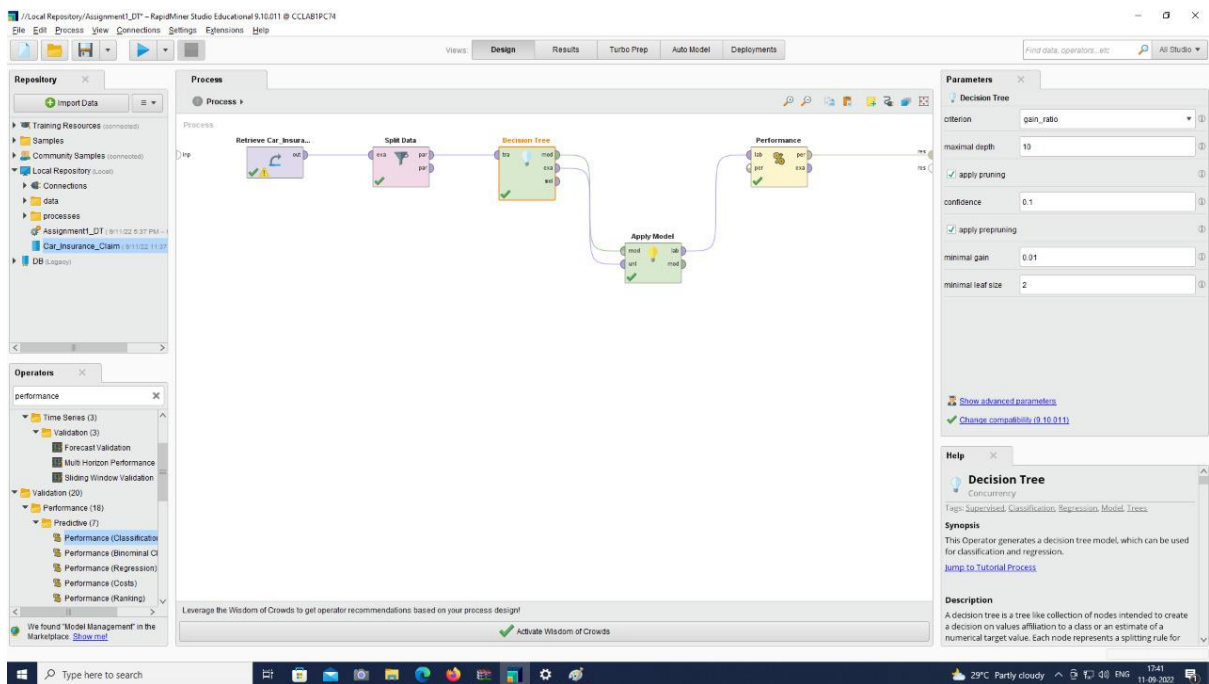 //Local Repository/Assignment1_DT* – RapidMiner Studio Educational 9.10.011 @ CCLAB1PC74
File Edit Process View Connections Settings Extensions Help
Views: Design Results Turbo Prep Auto Model Deployments
Find data, operators...etc
All Studio
Repository
Import Data
Training Resources (connected)
Samples
Community Samples (connected)
Local Repository (Local)
Connections
data
processes
Assignment1_DT (9/11/22 5:37 PM –
Car_Insurance_Claim (9/11/22 11:37
DB (Legacy)
Operators
performance
Time Series (3)
Validation (3)
Forecast Validation
Multi Horizon Performance
Sliding Window Validation
Validation (20)
Performance (18)
Predictive (7)
Performance (Classification
Performance (Binominal Cl
Performance (Regression)
Performance (Costs)
Performance (Ranking)
We found "Model Management" in the
Marketplace. Show me!
Process
Process
Process
inp
Retrieve Car_Insura...
out
Split Data
exa par
par
Decision Tree
tra mod
exa
wei
Apply Model
mod lab
unl mod
Performance
lab per
per exa
res
res
Leverage the Wisdom of Crowds to get operator recommendations based on your process design!
Activate Wisdom of Crowds
Parameters
Decision Tree
criterion gain_ratio
maximal depth 10
apply pruning
confidence 0.1
apply prepruning
minimal gain 0.01
minimal leaf size 2
Show advanced parameters
Change compatibility (9.10.011)
Help
Decision Tree
Concurrency
Tags: Supervised, Classification, Regression, Model, Trees
Synopsis
This Operator generates a decision tree model, which can be used
for classification and regression.
Jump to Tutorial Process
Description
A decision tree is a tree like collection of nodes intended to create
a decision on values affiliation to a class or an estimate of a
numerical target value. Each node represents a splitting rule for
Type here to search
29°C Partly cloudy
ENG
17:41
11-09-2022